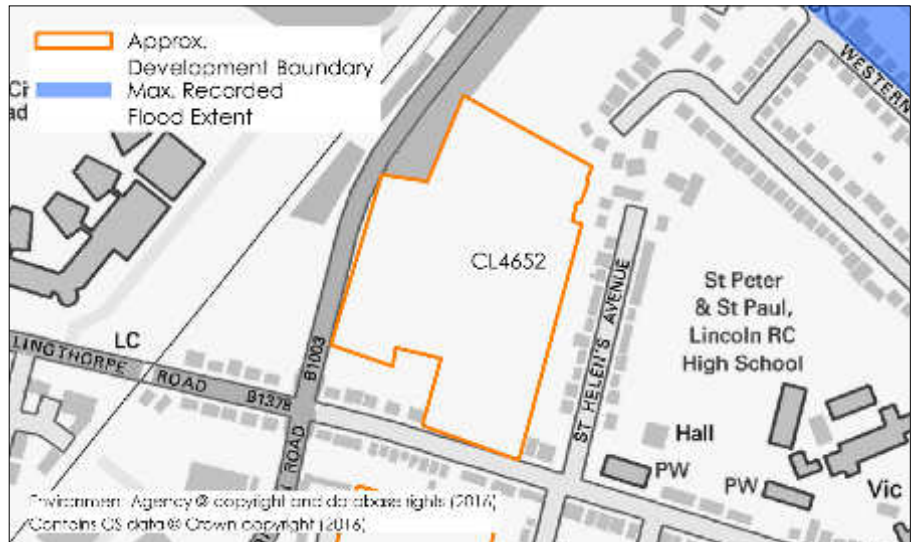 Approx.
Development Boundary
Max. Recorded
Flood Extent
WESTERN
CL4652
ST HELEN'S AVENUE
St Peter
& St Paul,
Lincoln RC
High School
LC
LINGTHORPE ROAD B1378
B1003
ROAD
Hall
PW
PW
Vic
Environment Agency © copyright and database rights (2016)
Contains OS data © Crown copyright (2016)